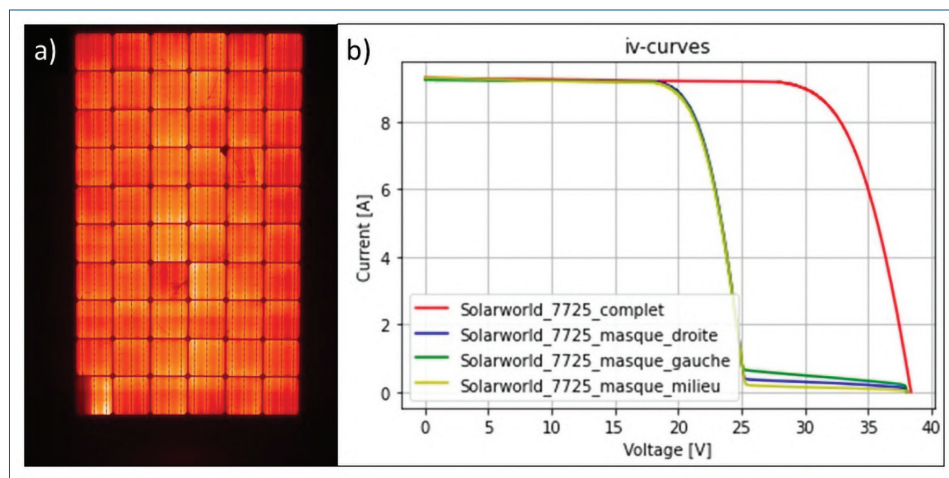 a)
b)
iv-curves
Current [A]
8
6
4
2
0
Solarworld_7725_complet
Solarworld_7725_masque_droite
Solarworld_7725_masque_gauche
Solarworld_7725_masque_milieu
0 5 10 15 20 25 30 35 40
Voltage [V]